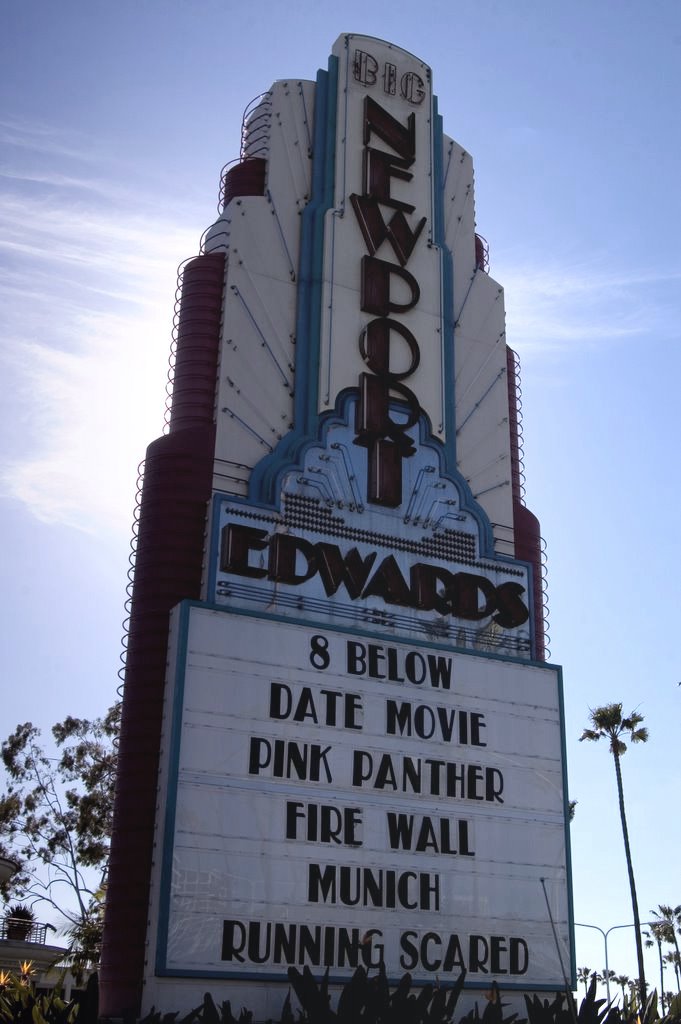 BIG
NEWPORT
EDWARDS
8 BELOW
DATE MOVIE
PINK PANTHER
FIRE WALL
MUNICH
RUNNING SCARED